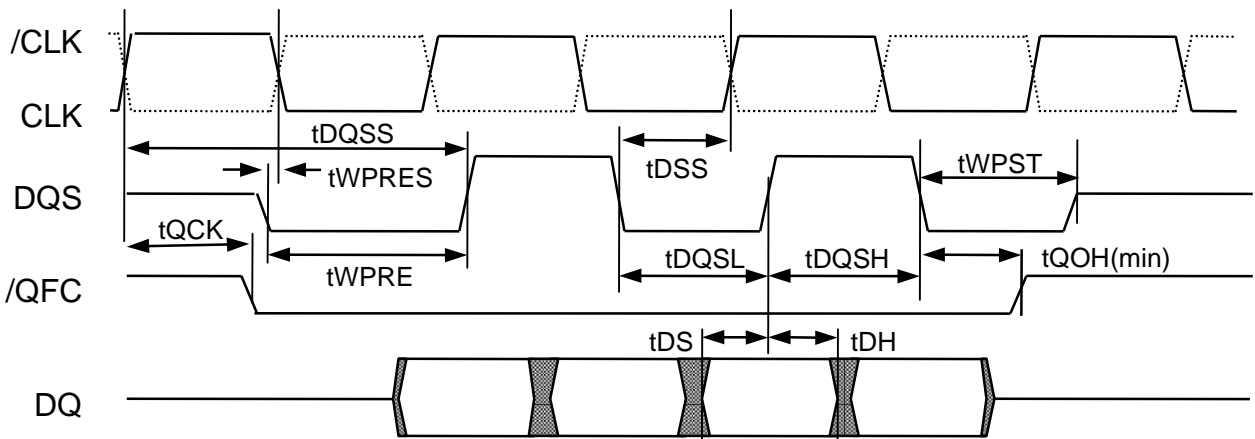 /CLK
CLK
tDQSS
tDSS
tWPRES
tWPST
DQS
tQCK
tWPRE
tDQSL
tDQSH
tQOH(min)
/QFC
tDS
tDH
DQ